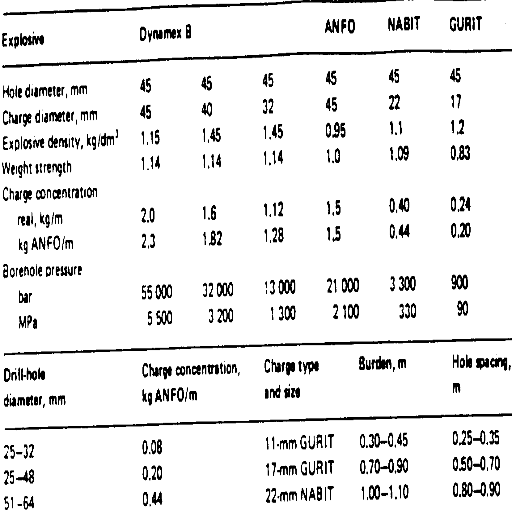 Explosive Dynamex B ANFO NABIT GURIT
Hole diameter, mm 45 45 45 45 45 45
Charge diameter, mm 45 40 32 45 22 17
Explosive density, kg/dm³ 1.15 1.45 1.45 0.95 1.1 1.2
Weight strength 1.14 1.14 1.14 1.0 1.09 0.83
Charge concentration
real, kg/m 2.0 1.6 1.12 1.5 0.40 0.24
kg ANFO/m 2.3 1.82 1.28 1.5 0.44 0.20
Borehole pressure
bar 55 000 32 000 13 000 21 000 3 300 900
MPa 5 500 3 200 1 300 2 100 330 90
Drill-hole Charge concentration, Charge type Burden, m Hole spacing,
diameter, mm kg ANFO/m and size m
25–32 0.08 11-mm GURIT 0.30–0.45 0.25–0.35
25–48 0.20 17-mm GURIT 0.70–0.90 0.50–0.70
51–64 0.44 22-mm NABIT 1.00–1.10 0.80–0.90